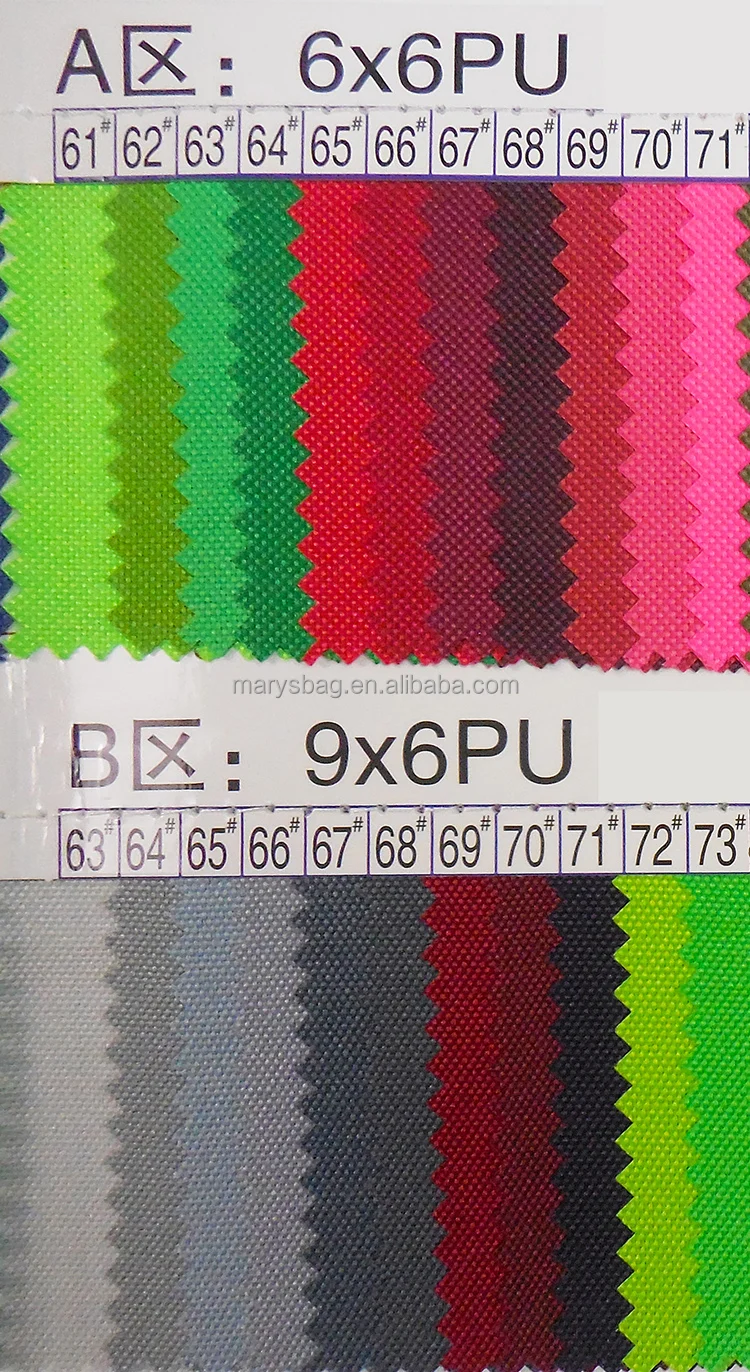 A区: 6x6PU
61# 62# 63# 64# 65# 66# 67# 68# 69# 70# 71#
marysbag.en.alibaba.com
B区: 9x6PU
63# 64# 65# 66# 67# 68# 69# 70# 71# 72# 73#